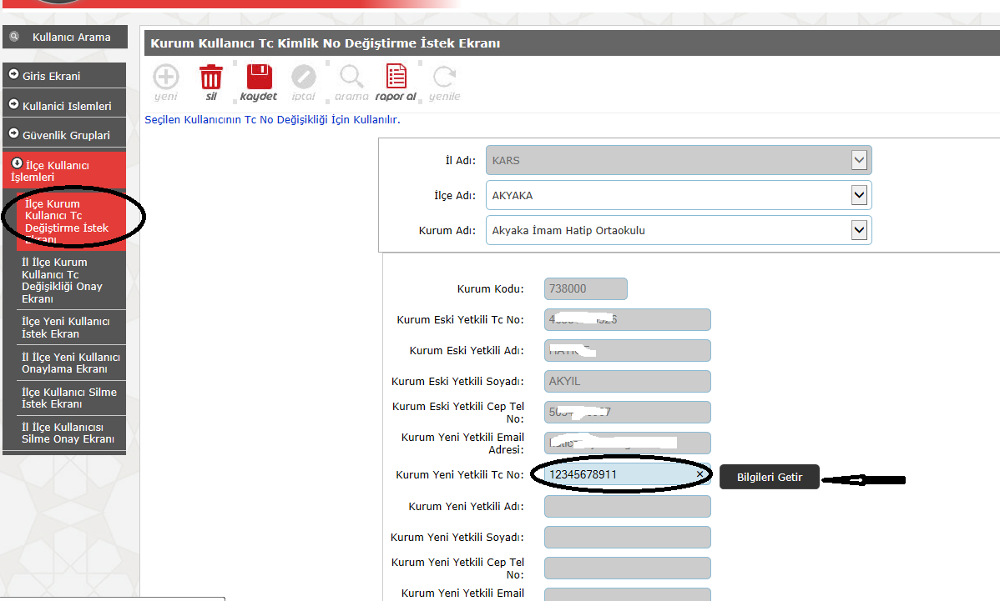 Kullanıcı Arama
Giris Ekrani
Kullanici Islemleri
Güvenlik Gruplari
İlçe Kullanıcı
İşlemleri
İlçe Kurum
Kullanıcı Tc
Değiştirme İstek
Ekranı
İl İlçe Kurum
Kullanıcı Tc
Değişikliği Onay
Ekranı
İlçe Yeni Kullanıcı
İstek Ekran
İl İlçe Yeni Kullanıcı
Onaylama Ekranı
İlçe Kullanıcı Silme
İstek Ekranı
İl İlçe Kullanıcısı
Silme Onay Ekranı
Kurum Kullanıcı Tc Kimlik No Değiştirme İstek Ekranı
yeni sil kaydet iptal arama rapor al yenile
Seçilen Kullanıcının Tc No Değişikliği İçin Kullanılır.
İl Adı: KARS
İlçe Adı: AKYAKA
Kurum Adı: Akyaka İmam Hatip Ortaokulu
Kurum Kodu: 738000
Kurum Eski Yetkili Tc No:
Kurum Eski Yetkili Adı:
Kurum Eski Yetkili Soyadı: AKYIL
Kurum Eski Yetkili Cep Tel
No:
Kurum Yeni Yetkili Email
Adresi:
Kurum Yeni Yetkili Tc No: 12345678911 × Bilgileri Getir
Kurum Yeni Yetkili Adı:
Kurum Yeni Yetkili Soyadı:
Kurum Yeni Yetkili Cep Tel
No:
Kurum Yeni Yetkili Email